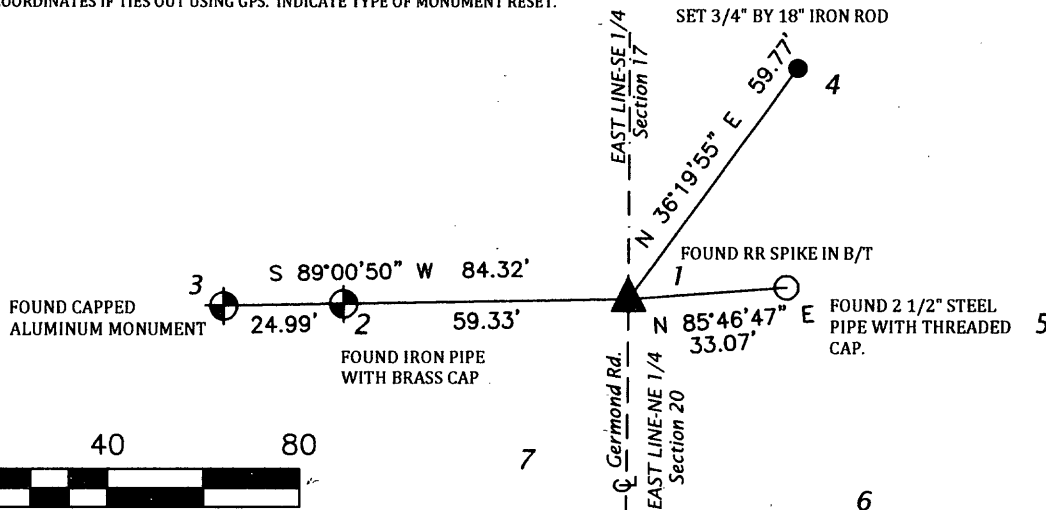 COORDINATES IF TIES OUT USING GPS. INDICATE TYPE OF MONUMENT RESET.
SET 3/4" BY 18" IRON ROD
EAST LINE-SE 1/4
Section 17
59.77'
4
N 36°19'55" E
FOUND RR SPIKE IN B/T
1
S 89°00'50" W 84.32'
3
FOUND CAPPED
ALUMINUM MONUMENT
24.99'
2
59.33'
FOUND IRON PIPE
WITH BRASS CAP
N 85°46'47" E
33.07'
FOUND 2 1/2" STEEL
PIPE WITH THREADED
CAP.
5
℄ Germond Rd.
EAST LINE-NE 1/4
Section 20
40
80
7
6